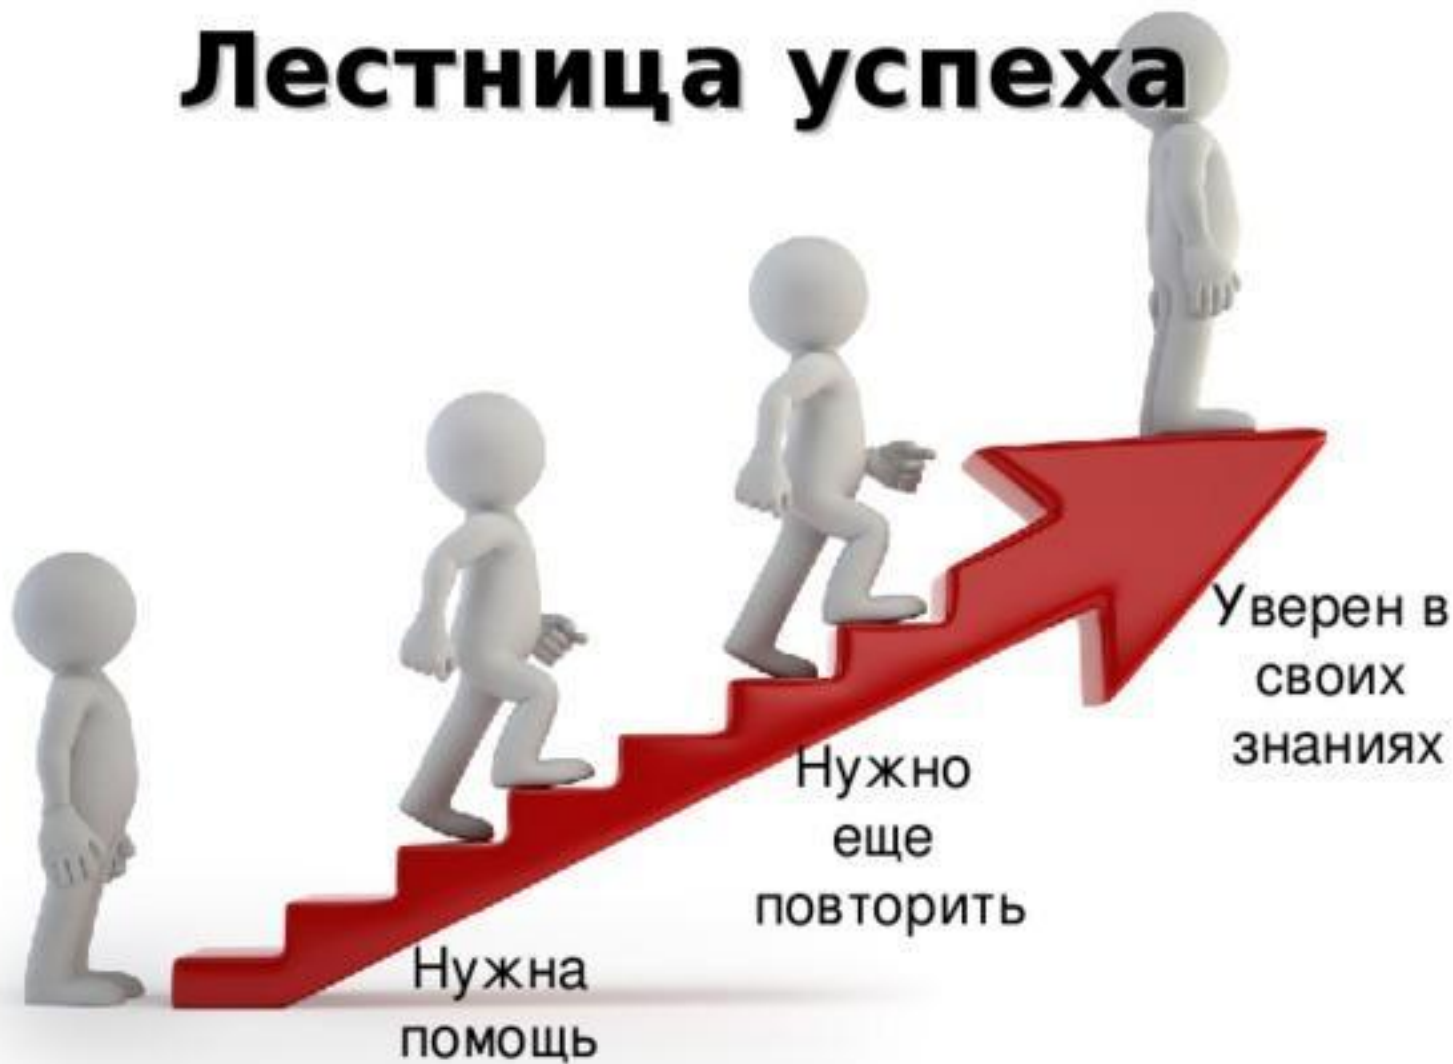 Лестница успеха
Уверен в
своих
знаниях
Нужно
еще
повторить
Нужна
помощь